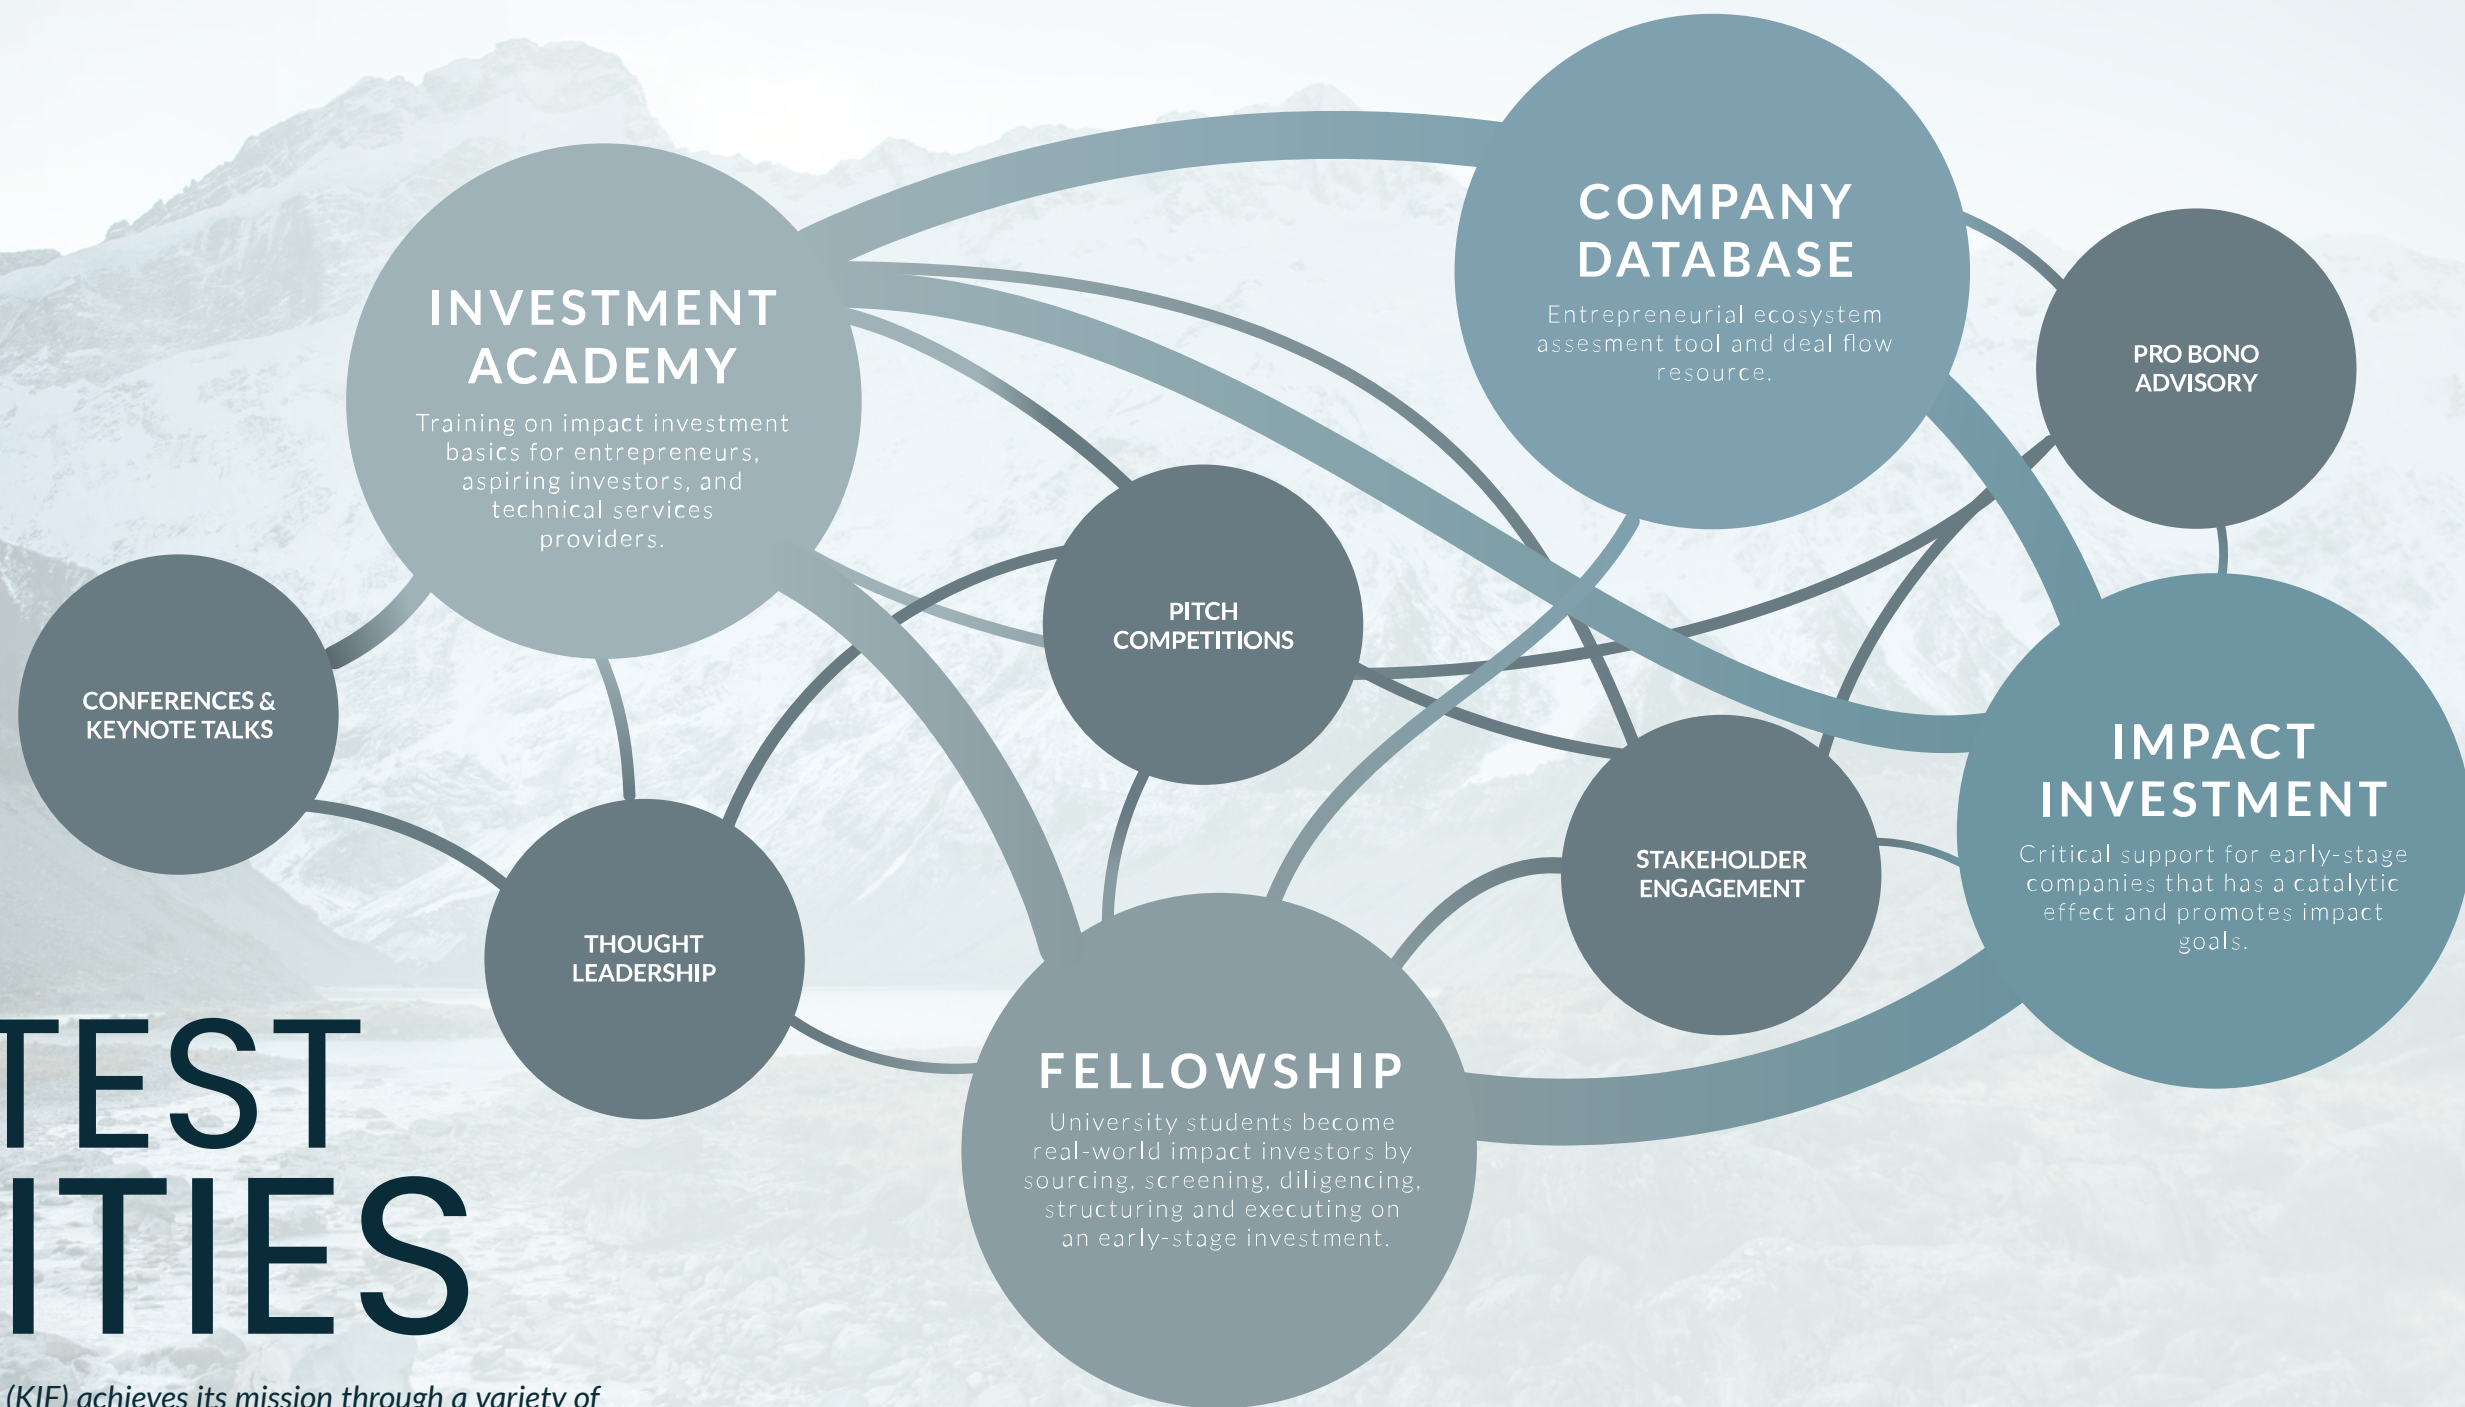 COMPANY
DATABASE
Entrepreneurial ecosystem
assesment tool and deal flow
resource.
INVESTMENT
ACADEMY
Training on impact investment
basics for entrepreneurs,
aspiring investors, and
technical services
providers.
PRO BONO
ADVISORY
PITCH
COMPETITIONS
CONFERENCES &
KEYNOTE TALKS
IMPACT
INVESTMENT
Critical support for early-stage
companies that has a catalytic
effect and promotes impact
goals.
STAKEHOLDER
ENGAGEMENT
THOUGHT
LEADERSHIP
FELLOWSHIP
University students become
real-world impact investors by
sourcing, screening, diligencing,
structuring and executing on
an early-stage investment.
TEST
ITIES
(KIF) achieves its mission through a variety of